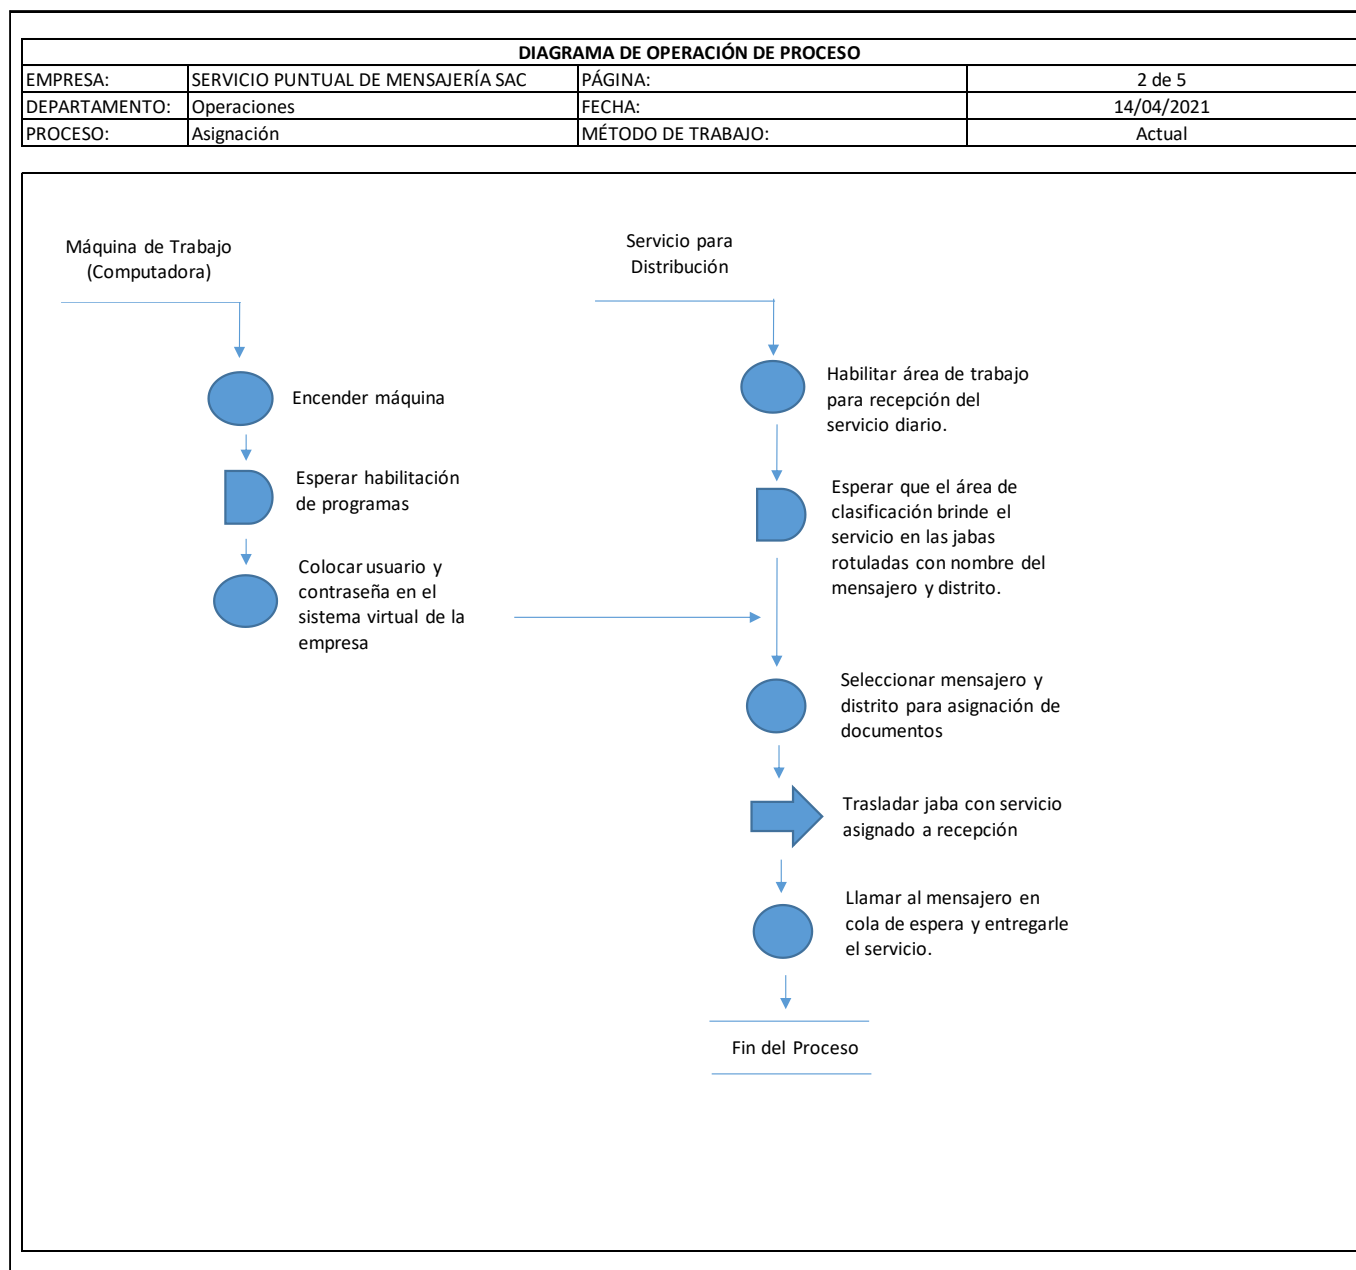 DIAGRAMA DE OPERACIÓN DE PROCESO
EMPRESA: SERVICIO PUNTUAL DE MENSAJERÍA SAC PÁGINA: 2 de 5
DEPARTAMENTO: Operaciones FECHA: 14/04/2021
PROCESO: Asignación MÉTODO DE TRABAJO: Actual
Máquina de Trabajo
(Computadora)
Encender máquina
Esperar habilitación
de programas
Colocar usuario y
contraseña en el
sistema virtual de la
empresa
Servicio para
Distribución
Habilitar área de trabajo
para recepción del
servicio diario.
Esperar que el área de
clasificación brinde el
servicio en las jabas
rotuladas con nombre del
mensajero y distrito.
Seleccionar mensajero y
distrito para asignación de
documentos
Trasladar jaba con servicio
asignado a recepción
Llamar al mensajero en
cola de espera y entregarle
el servicio.
Fin del Proceso